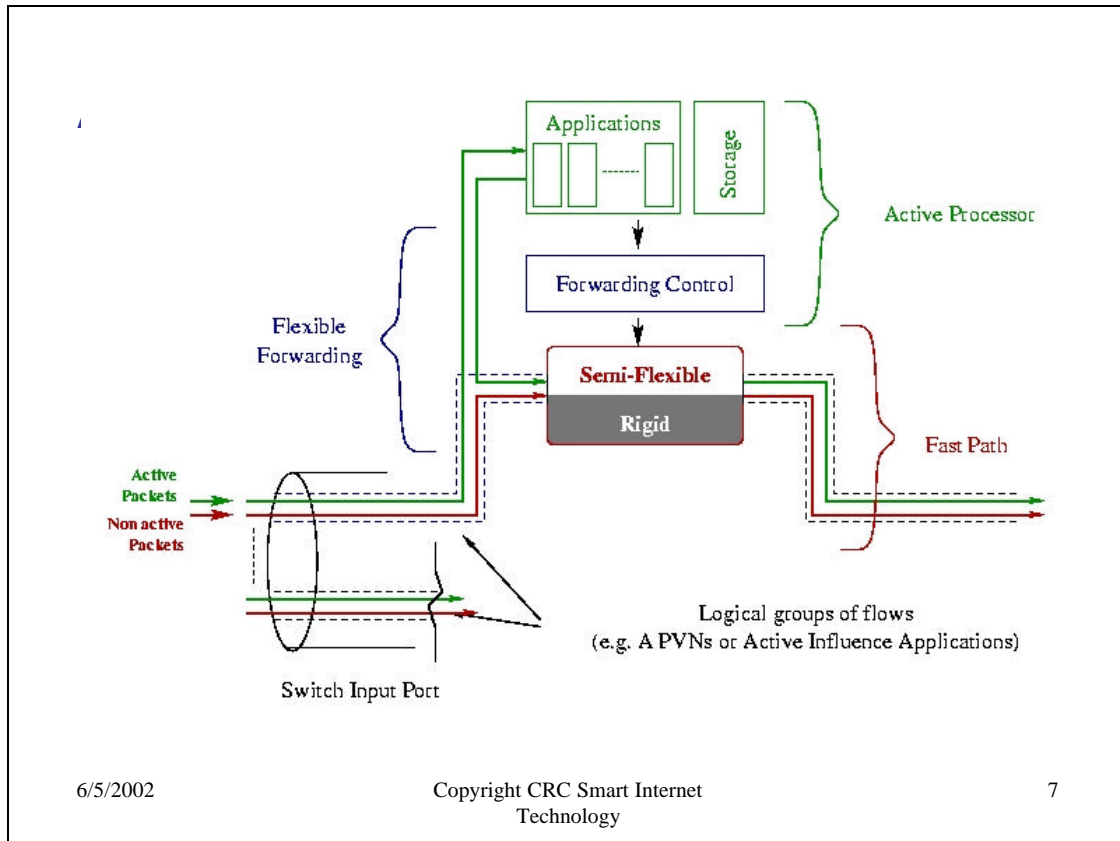 Applications
Storage
Active Processor
Forwarding Control
Flexible
Forwarding
Semi-Flexible
Rigid
Fast Path
Active
Packets
Non active
Packets
Logical groups of flows
(e.g. A PVNs or Active Influence Applications)
Switch Input Port
6/5/2002
Copyright CRC Smart Internet
Technology
7